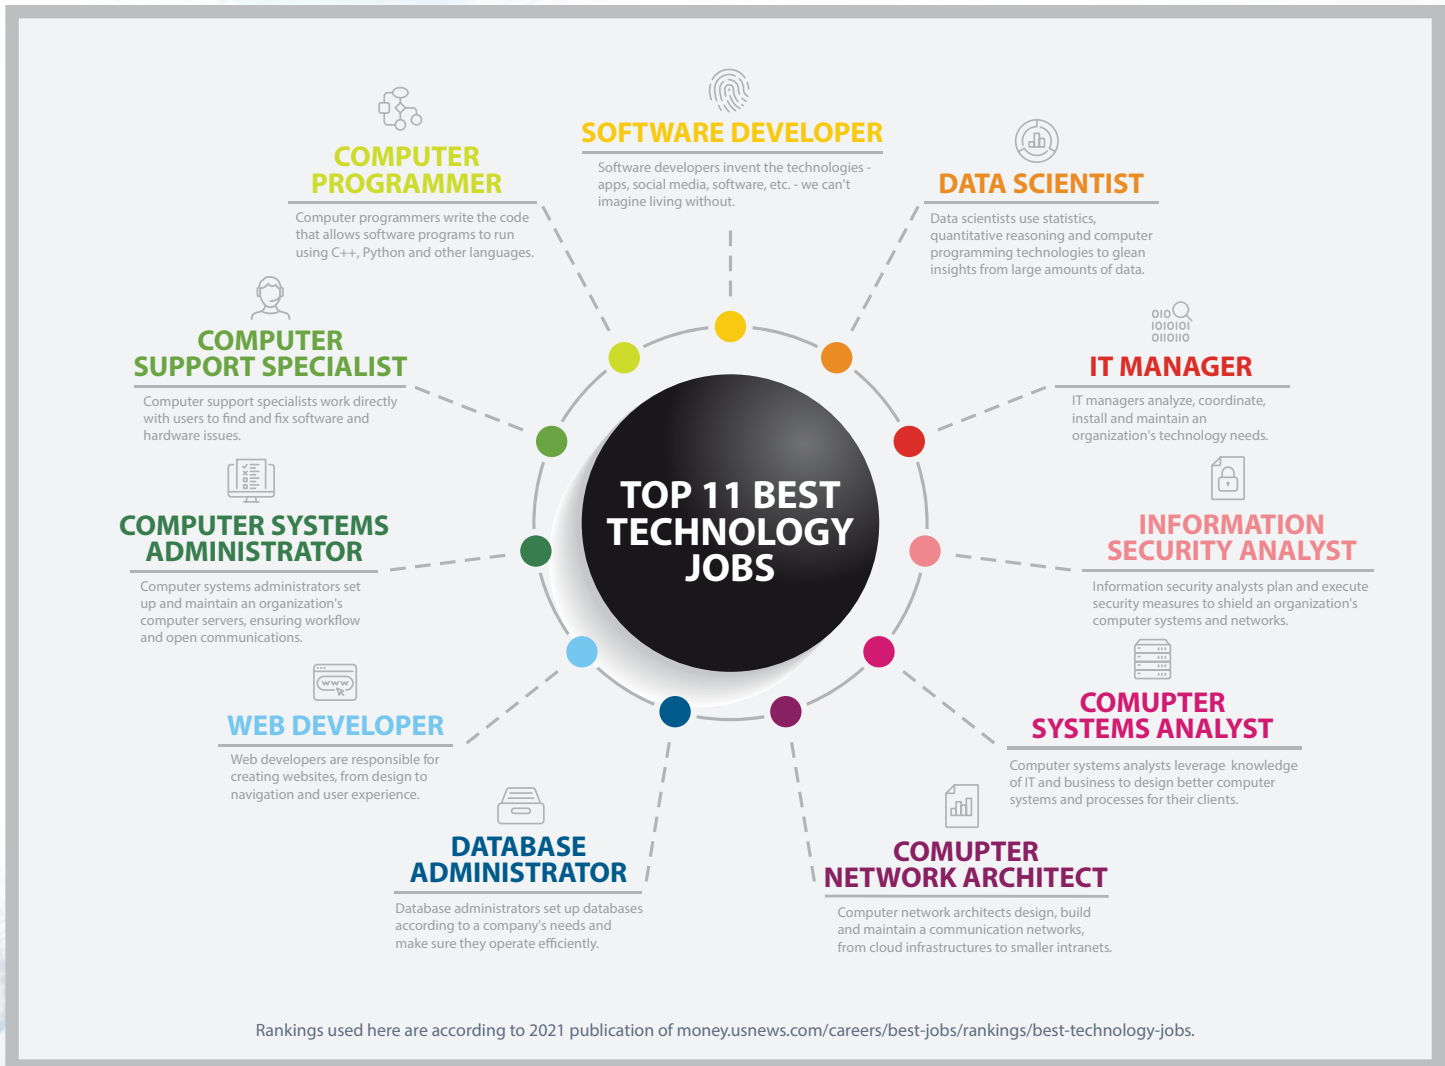 SOFTWARE DEVELOPER
Software developers invent the technologies -
apps, social media, software, etc. - we can't
imagine living without.
DATA SCIENTIST
Data scientists use statistics,
quantitative reasoning and computer
programming technologies to glean
insights from large amounts of data.
010
1010101
0110110
IT MANAGER
IT managers analyze, coordinate,
install and maintain an
organization's technology needs.
INFORMATION
SECURITY ANALYST
Information security analysts plan and execute
security measures to shield an organization's
computer systems and networks.
COMUPTER
SYSTEMS ANALYST
Computer systems analysts leverage knowledge
of IT and business to design better computer
systems and processes for their clients.
COMUPTER
NETWORK ARCHITECT
Computer network architects design, build
and maintain a communication networks,
from cloud infrastructures to smaller intranets.
DATABASE
ADMINISTRATOR
Database administrators set up databases
according to a company's needs and
make sure they operate efficiently.
www
WEB DEVELOPER
Web developers are responsible for
creating websites, from design to
navigation and user experience.
COMPUTER SYSTEMS
ADMINISTRATOR
Computer systems administrators set
up and maintain an organization's
computer servers, ensuring workflow
and open communications.
COMPUTER
SUPPORT SPECIALIST
Computer support specialists work directly
with users to find and fix software and
hardware issues.
COMPUTER
PROGRAMMER
Computer programmers write the code
that allows software programs to run
using C++, Python and other languages.
TOP 11 BEST
TECHNOLOGY
JOBS
Rankings used here are according to 2021 publication of money.usnews.com/careers/best-jobs/rankings/best-technology-jobs.